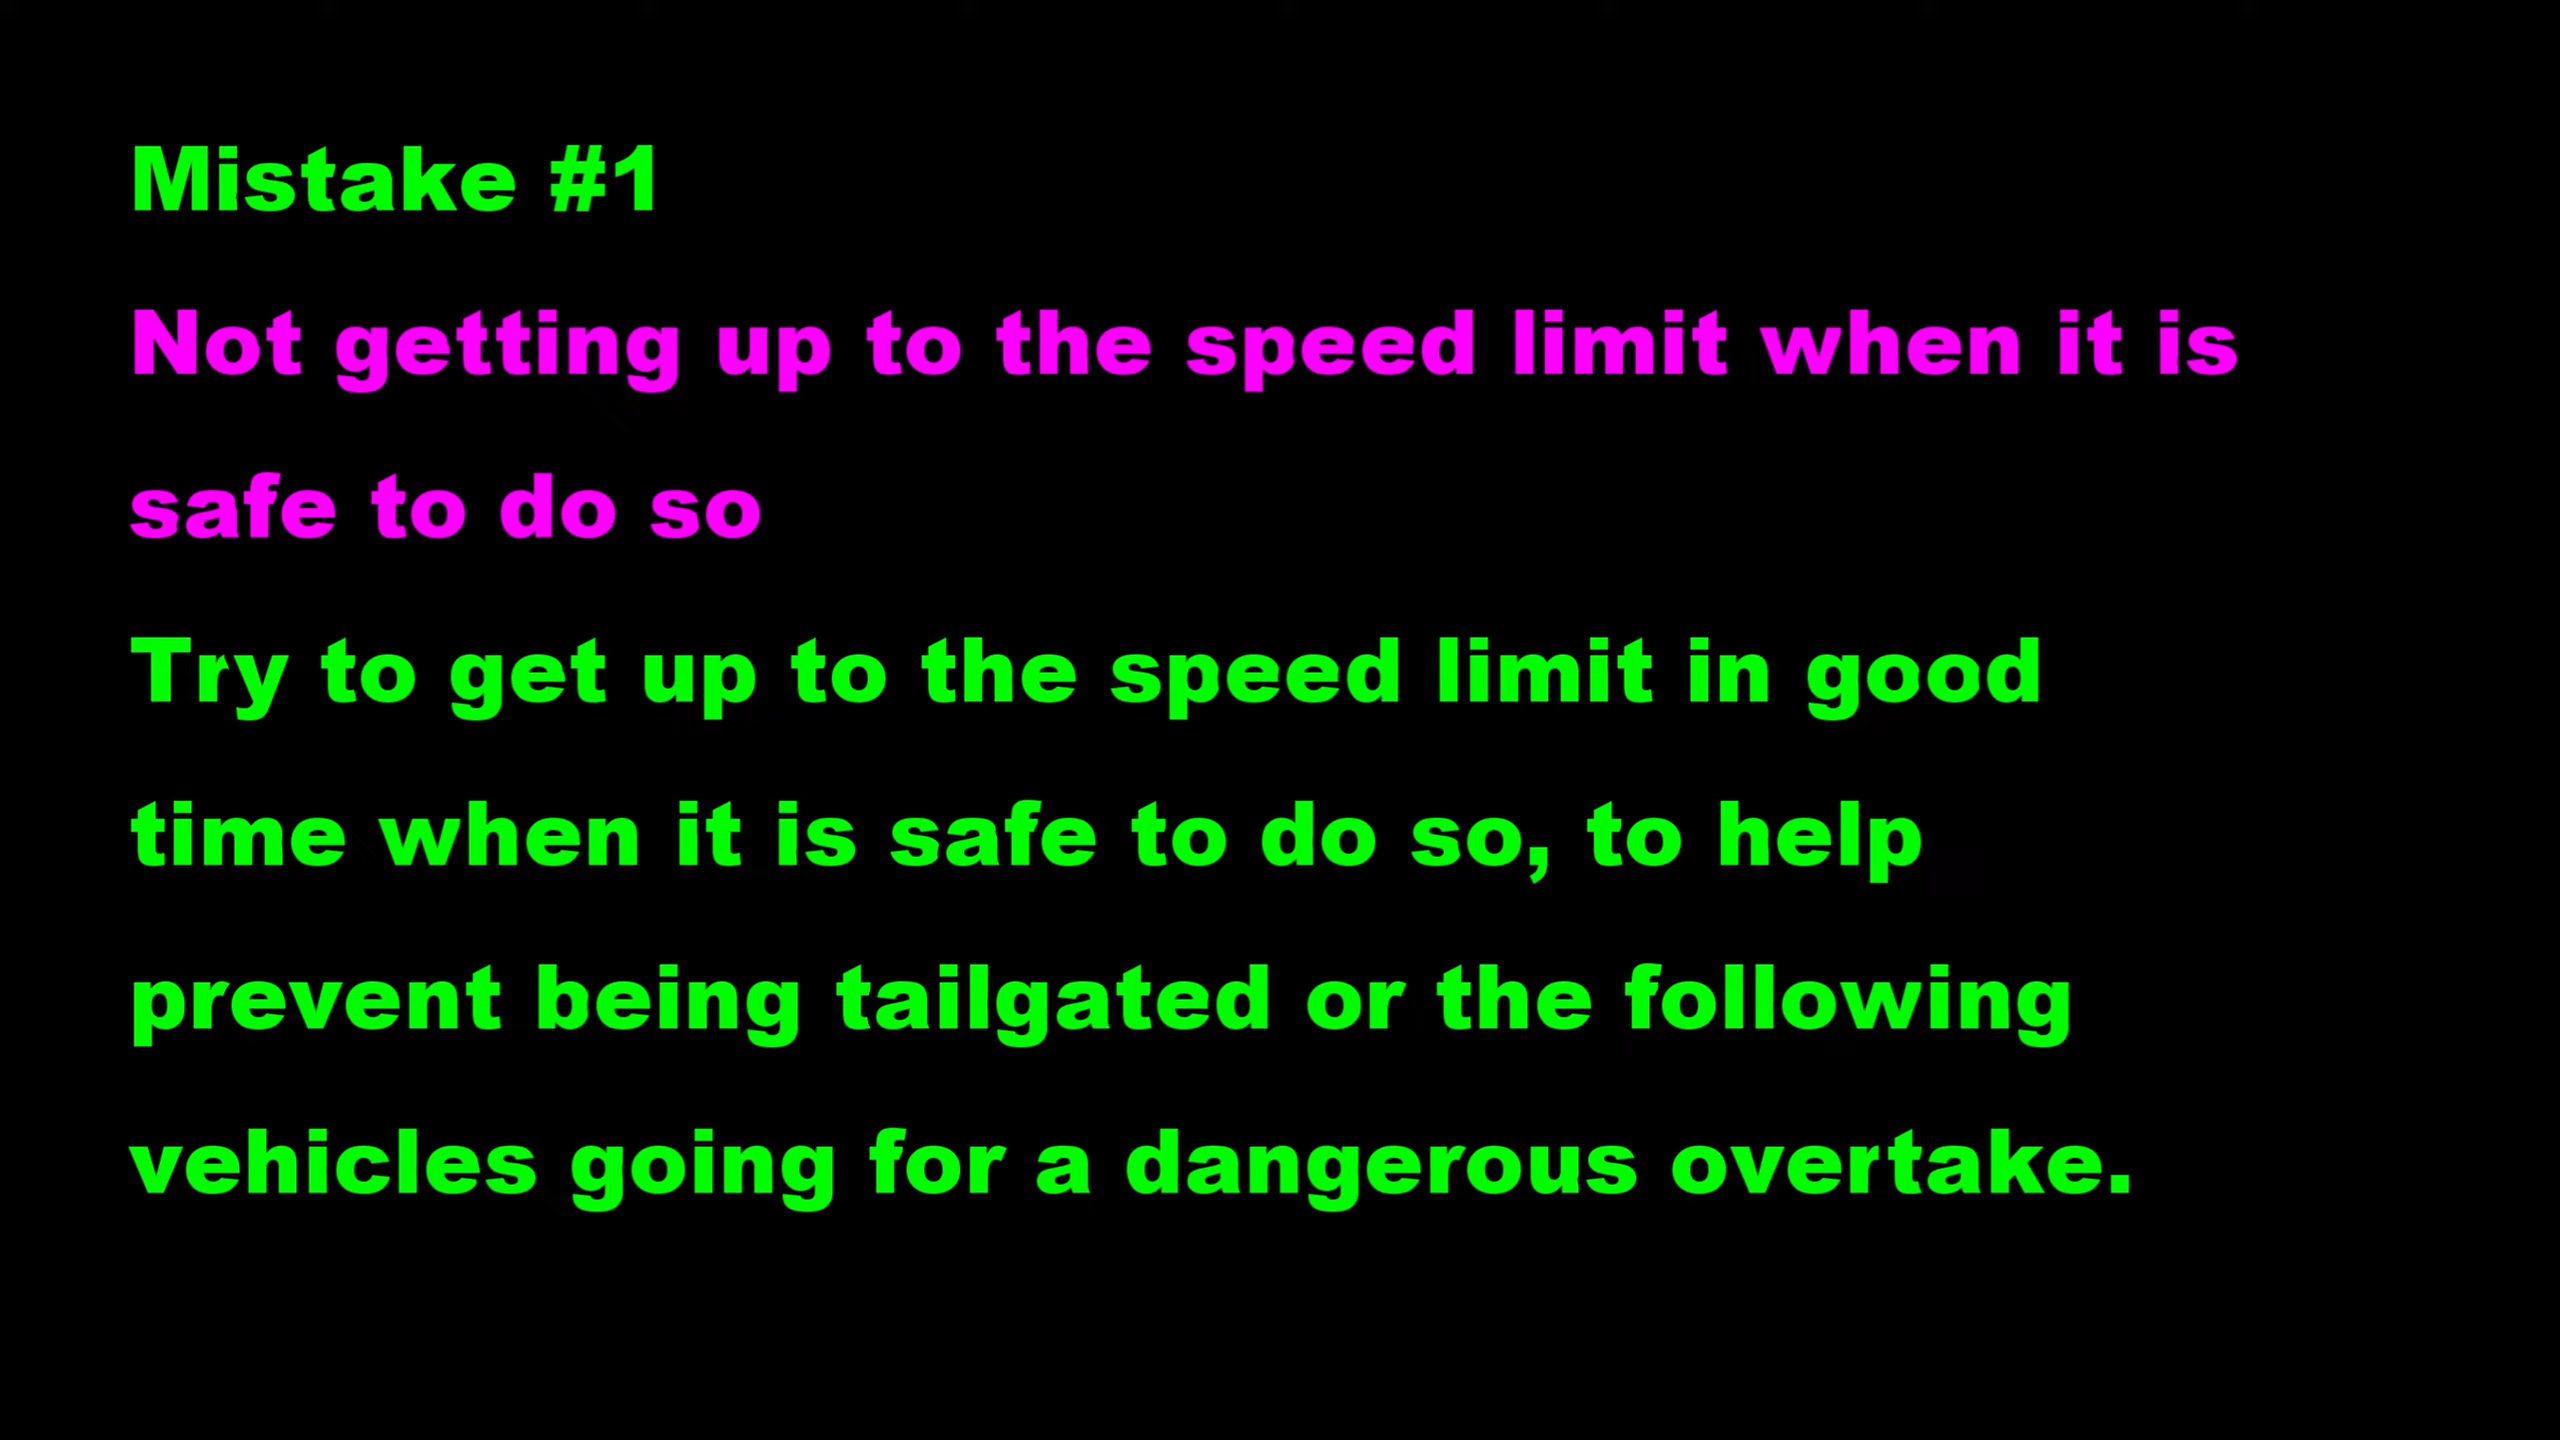 Mistake #1
Not getting up to the speed limit when it is
safe to do so
Try to get up to the speed limit in good
time when it is safe to do so, to help
prevent being tailgated or the following
vehicles going for a dangerous overtake.